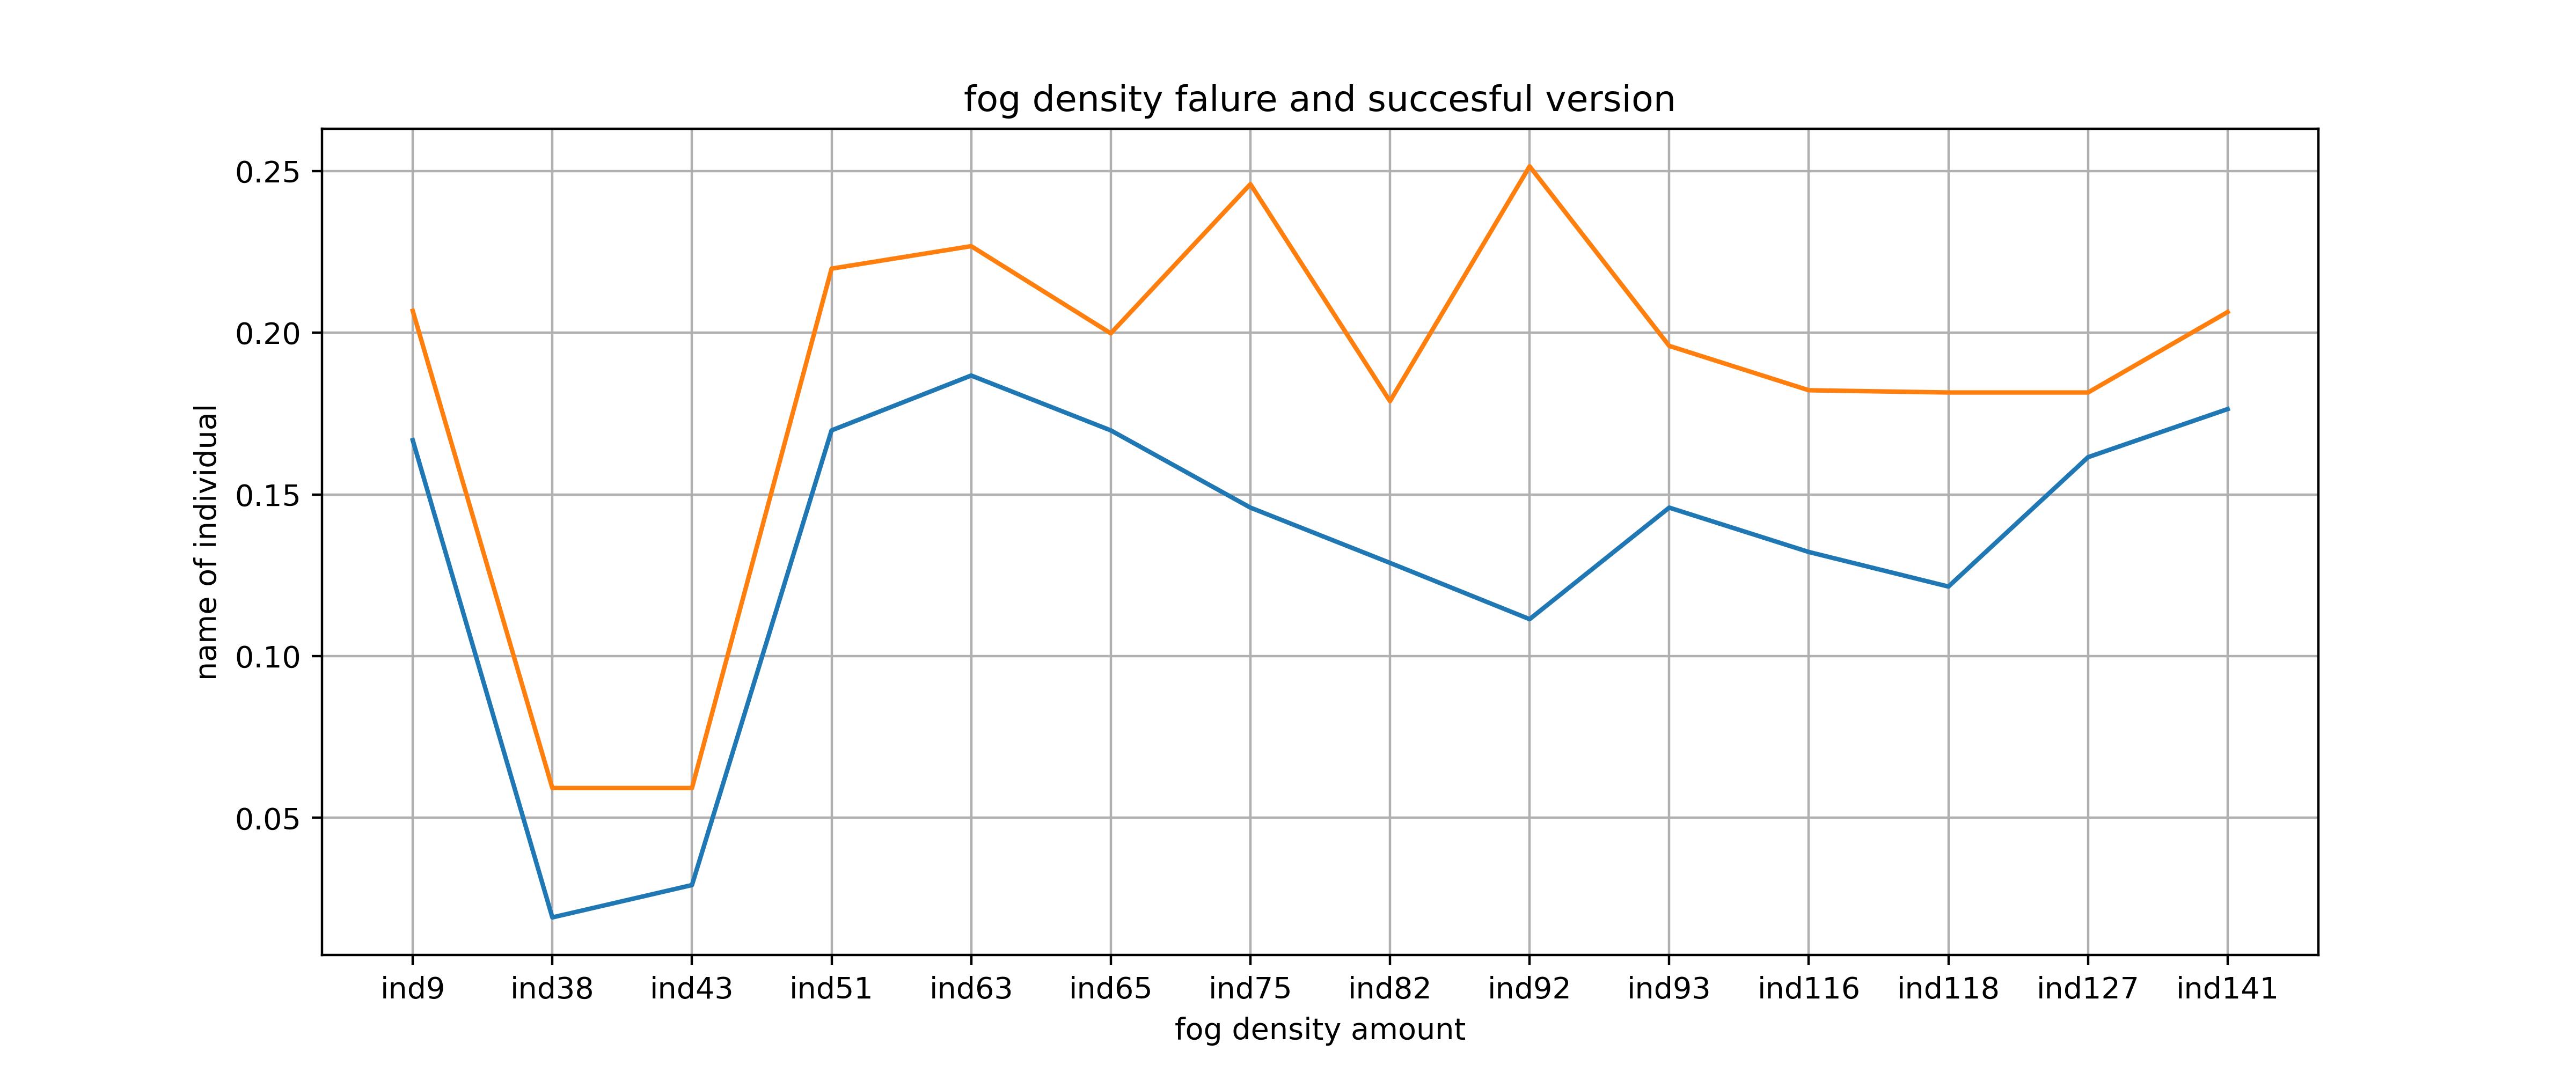 fog density falure and succesful version
name of individual
0.25
0.20
0.15
0.10
0.05
ind9 ind38 ind43 ind51 ind63 ind65 ind75 ind82 ind92 ind93 ind116 ind118 ind127 ind141
fog density amount